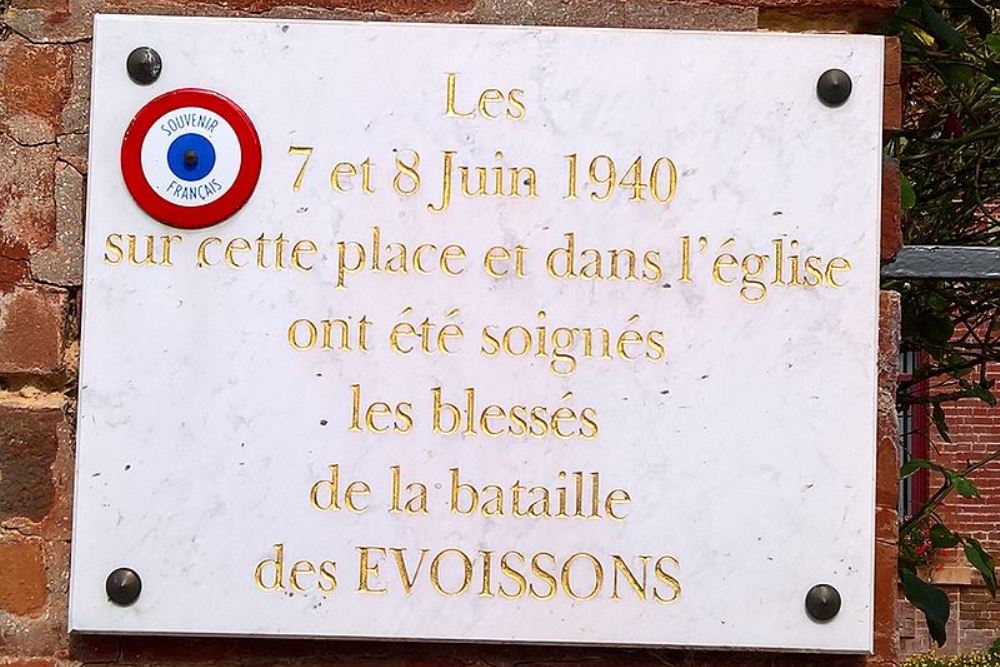 SOUVENIR
FRANÇAIS
Les
7 et 8 Juin 1940
sur cette place et dans l'église
ont été soignés
les blessés
de la bataille
des EVOISSONS